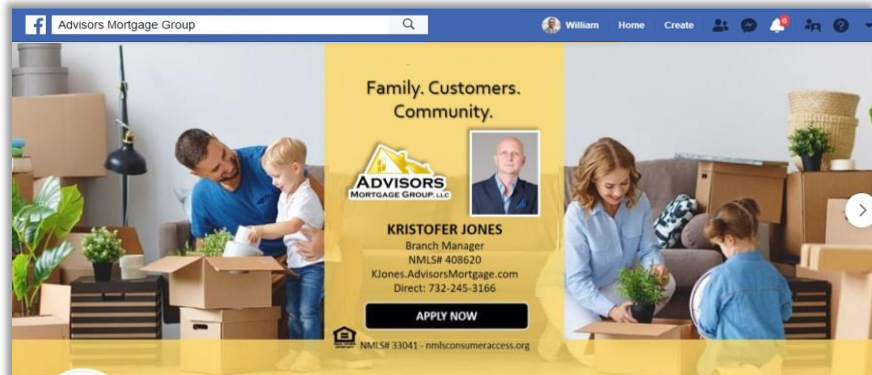 Advisors Mortgage Group
William Home Create
Family. Customers.
Community.
ADVISORS
MORTGAGE GROUP, LLC
KRISTOFER JONES
Branch Manager
NMLS# 408620
KJones.AdvisorsMortgage.com
Direct: 732-245-3166
APPLY NOW
NMLS# 33041 - nmlsconsumeraccess.org